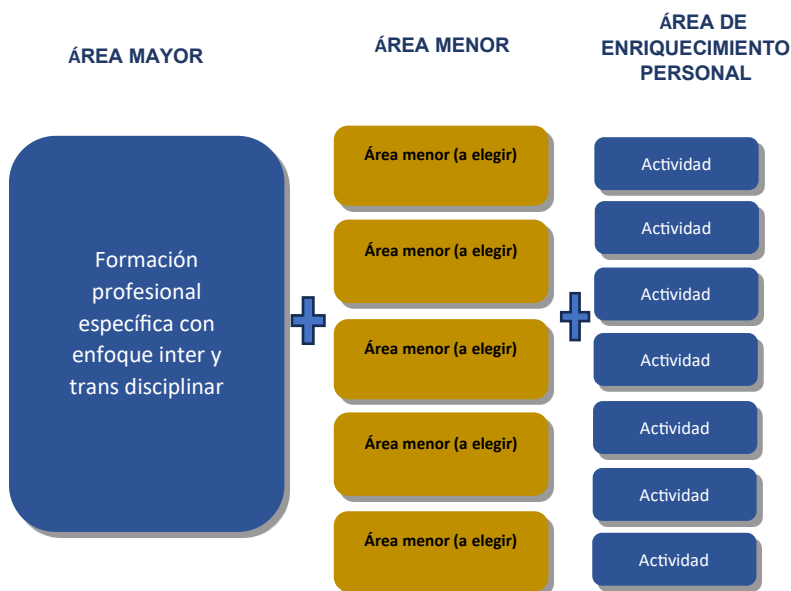 ÁREA MAYOR
ÁREA MENOR
ÁREA DE
ENRIQUECIMIENTO
PERSONAL
Formación
profesional
específica con
enfoque inter y
trans disciplinar
Área menor (a elegir)
Área menor (a elegir)
Área menor (a elegir)
Área menor (a elegir)
Área menor (a elegir)
Actividad
Actividad
Actividad
Actividad
Actividad
Actividad
Actividad